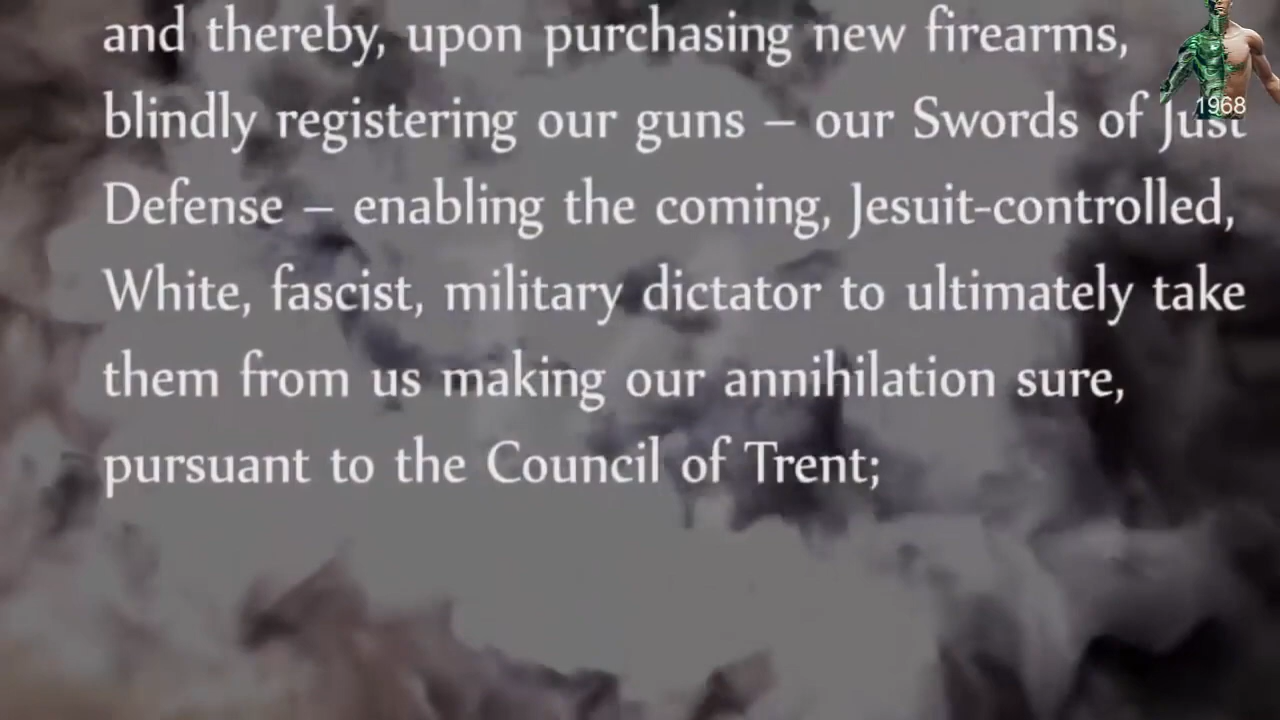 and thereby, upon purchasing new firearms,
blindly registering our guns – our Swords of Just
Defense – enabling the coming, Jesuit-controlled,
White, fascist, military dictator to ultimately take
them from us making our annihilation sure,
pursuant to the Council of Trent;
1968